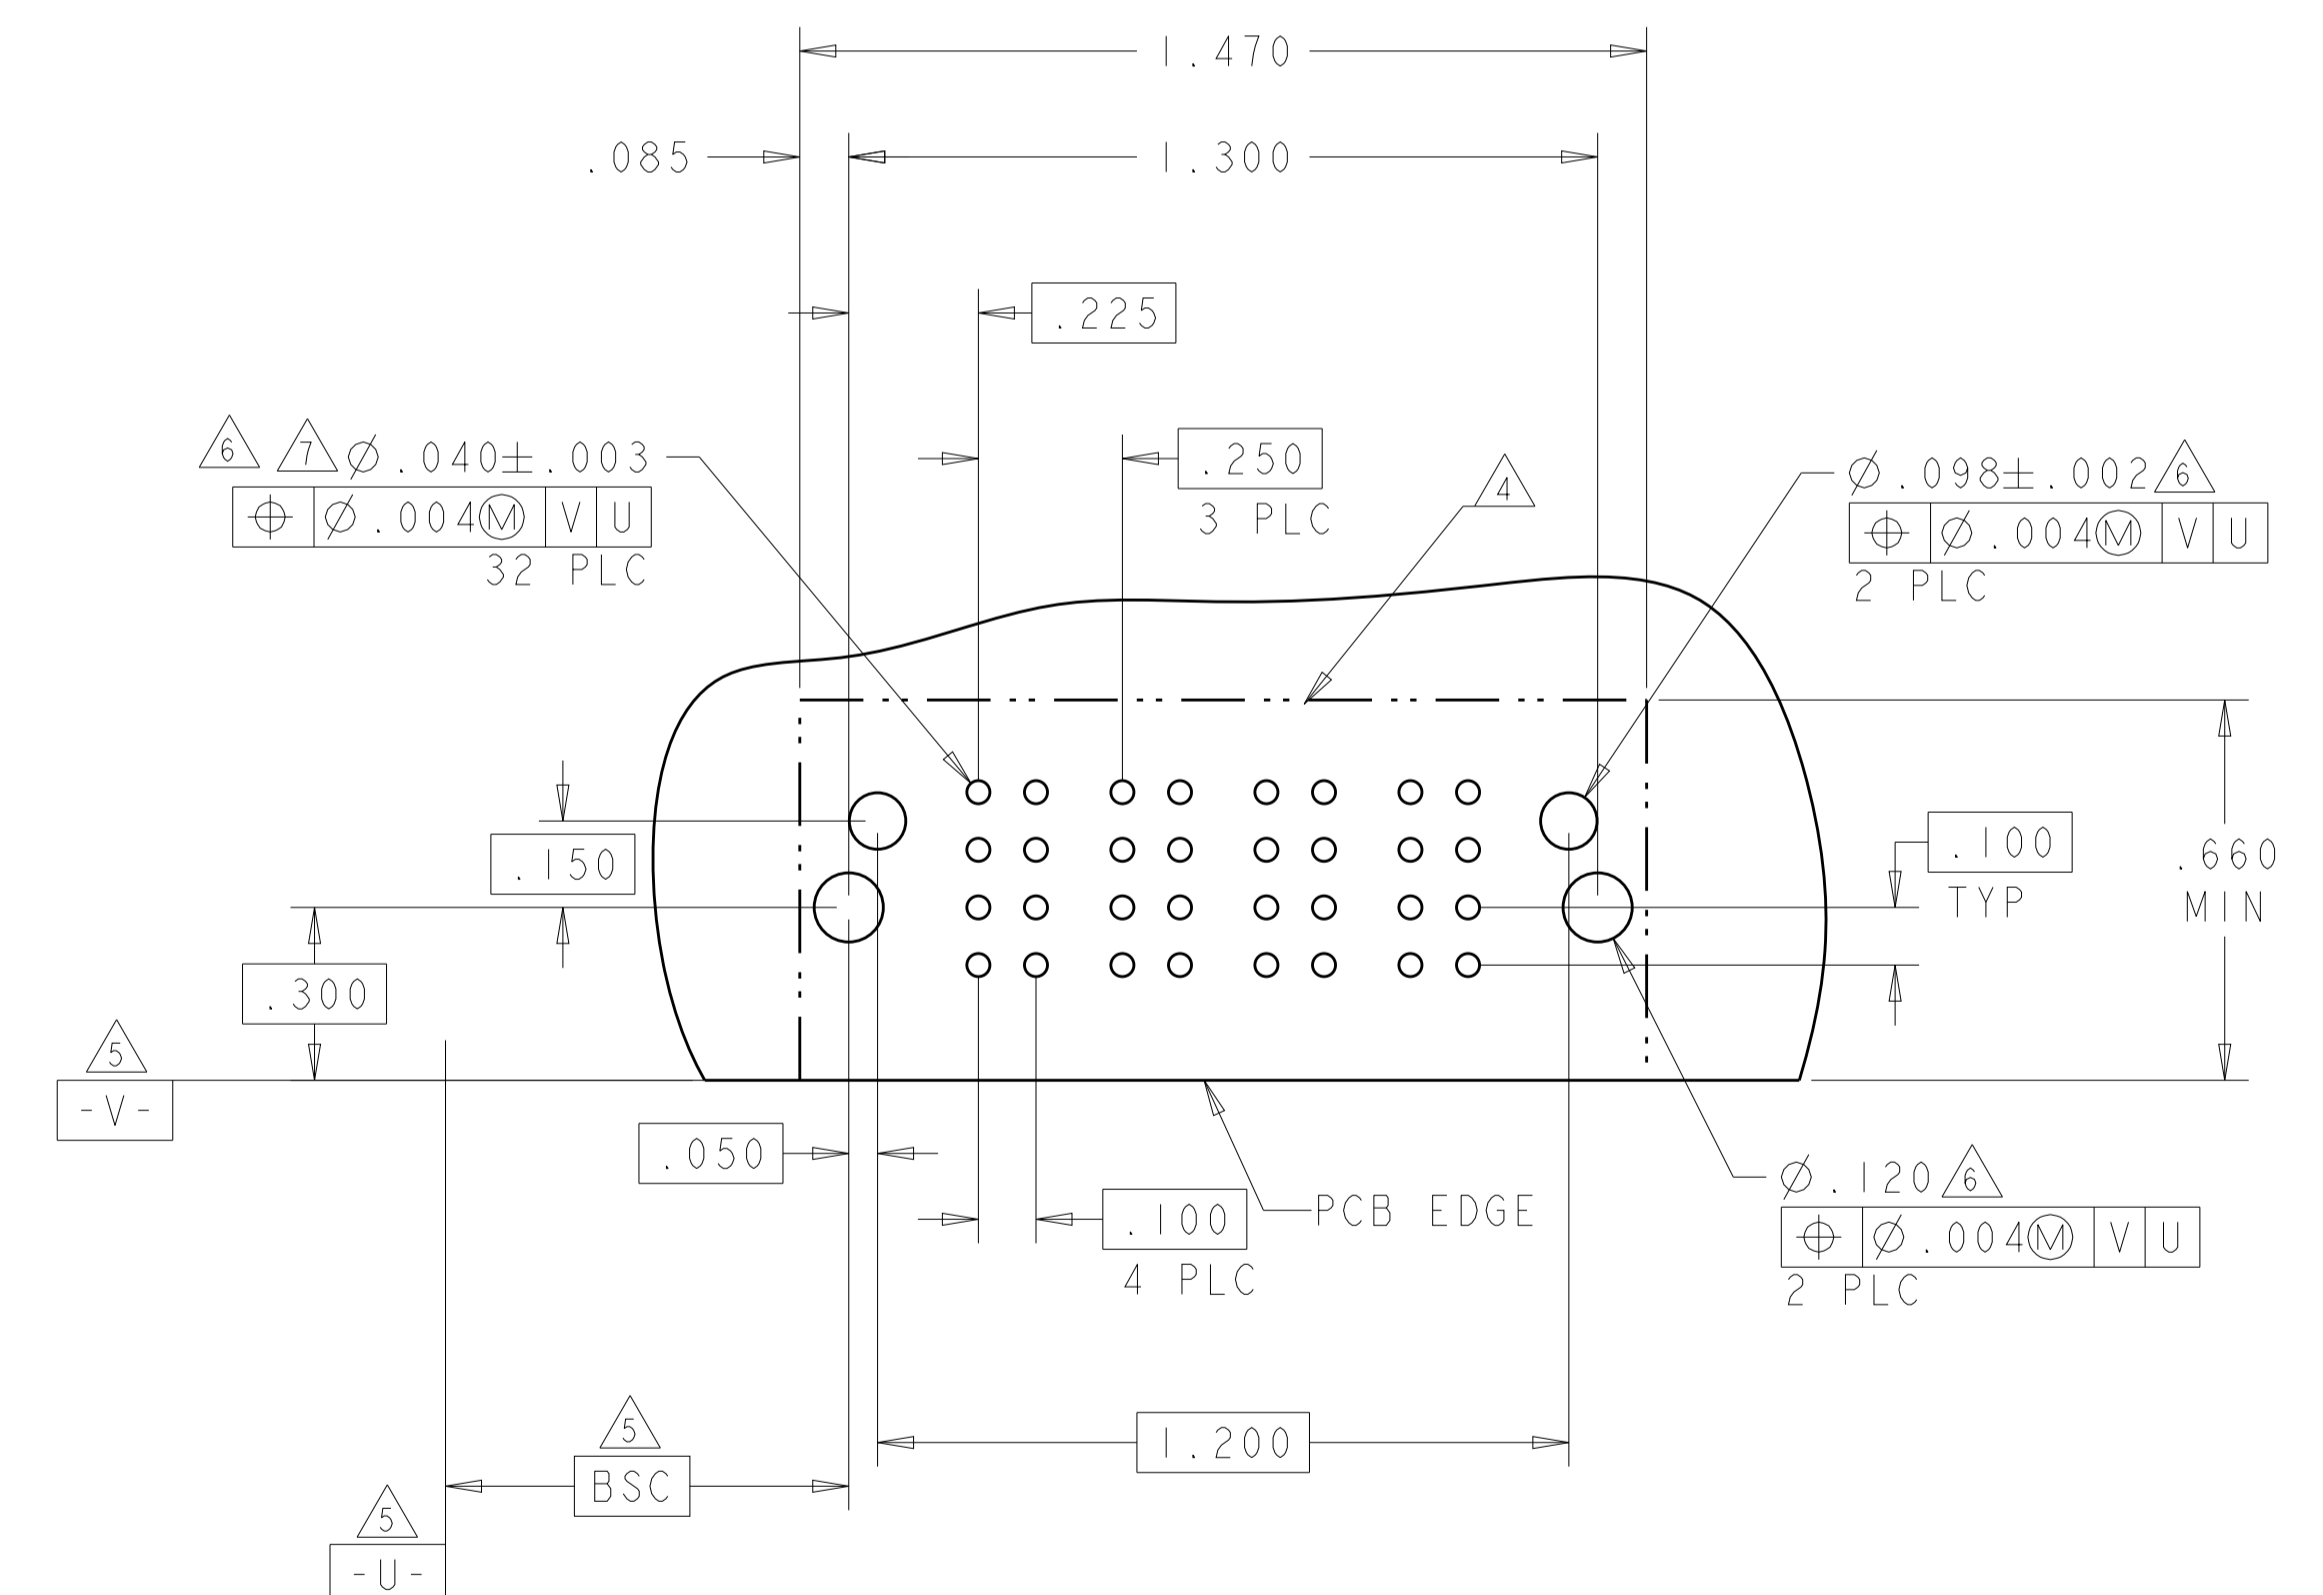 1.470
.085
1.300
.225
.250
3 PLC
4
6 7 Ø.040±.003
⌖ Ø.004Ⓜ V U
32 PLC
Ø.098±.002 6
⌖ Ø.004Ⓜ V U
2 PLC
.150
.100
TYP
.660
MIN
.300
5
-V-
.050
.100
4 PLC
PCB EDGE
Ø.120 6
⌖ Ø.004Ⓜ V U
2 PLC
1.200
5
BSC
5
-U-